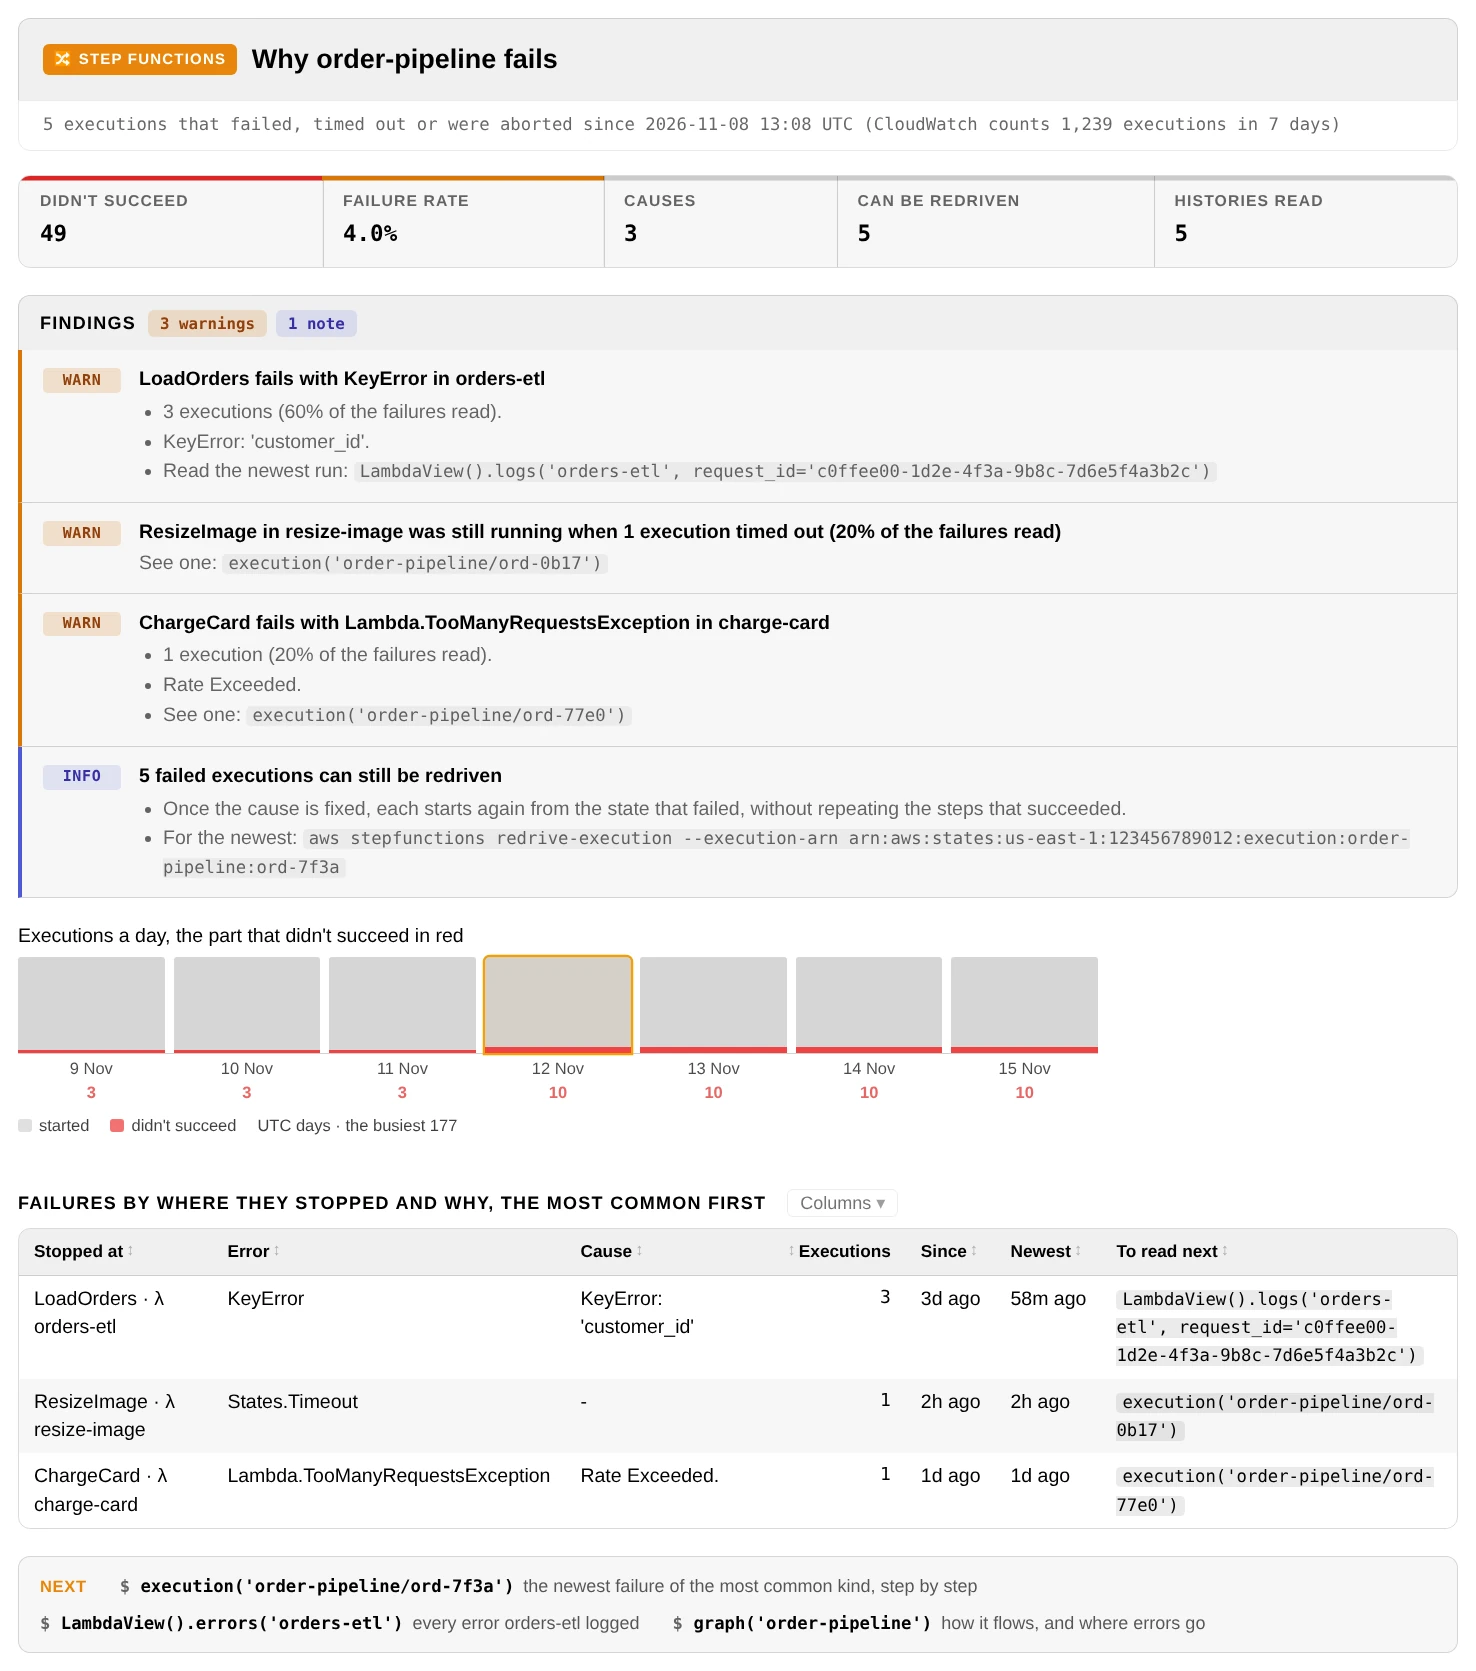 🔀 STEP FUNCTIONS Why order-pipeline fails
5 executions that failed, timed out or were aborted since 2026-11-08 13:08 UTC (CloudWatch counts 1,239 executions in 7 days)
DIDN'T SUCCEED FAILURE RATE CAUSES CAN BE REDRIVEN HISTORIES READ
49 4.0% 3 5 5
FINDINGS 3 warnings 1 note
WARN LoadOrders fails with KeyError in orders-etl
• 3 executions (60% of the failures read).
• KeyError: 'customer_id'.
• Read the newest run: LambdaView().logs('orders-etl', request_id='c0ffee00-1d2e-4f3a-9b8c-7d6e5f4a3b2c')
WARN ResizeImage in resize-image was still running when 1 execution timed out (20% of the failures read)
See one: execution('order-pipeline/ord-0b17')
WARN ChargeCard fails with Lambda.TooManyRequestsException in charge-card
• 1 execution (20% of the failures read).
• Rate Exceeded.
• See one: execution('order-pipeline/ord-77e0')
INFO 5 failed executions can still be redriven
• Once the cause is fixed, each starts again from the state that failed, without repeating the steps that succeeded.
• For the newest: aws stepfunctions redrive-execution --execution-arn arn:aws:states:us-east-1:123456789012:execution:order-
pipeline:ord-7f3a
Executions a day, the part that didn't succeed in red
9 Nov 10 Nov 11 Nov 12 Nov 13 Nov 14 Nov 15 Nov
3 3 3 10 10 10 10
started didn't succeed UTC days · the busiest 177
FAILURES BY WHERE THEY STOPPED AND WHY, THE MOST COMMON FIRST Columns ▾
Stopped at ↕ Error ↕ Cause ↕ ↕ Executions Since ↕ Newest ↕ To read next ↕
LoadOrders · λ KeyError KeyError: 3 3d ago 58m ago LambdaView().logs('orders-
orders-etl 'customer_id' etl', request_id='c0ffee00-
1d2e-4f3a-9b8c-7d6e5f4a3b2c')
ResizeImage · λ States.Timeout - 1 2h ago 2h ago execution('order-pipeline/ord-
resize-image 0b17')
ChargeCard · λ Lambda.TooManyRequestsException Rate Exceeded. 1 1d ago 1d ago execution('order-pipeline/ord-
charge-card 77e0')
NEXT $ execution('order-pipeline/ord-7f3a') the newest failure of the most common kind, step by step
$ LambdaView().errors('orders-etl') every error orders-etl logged $ graph('order-pipeline') how it flows, and where errors go